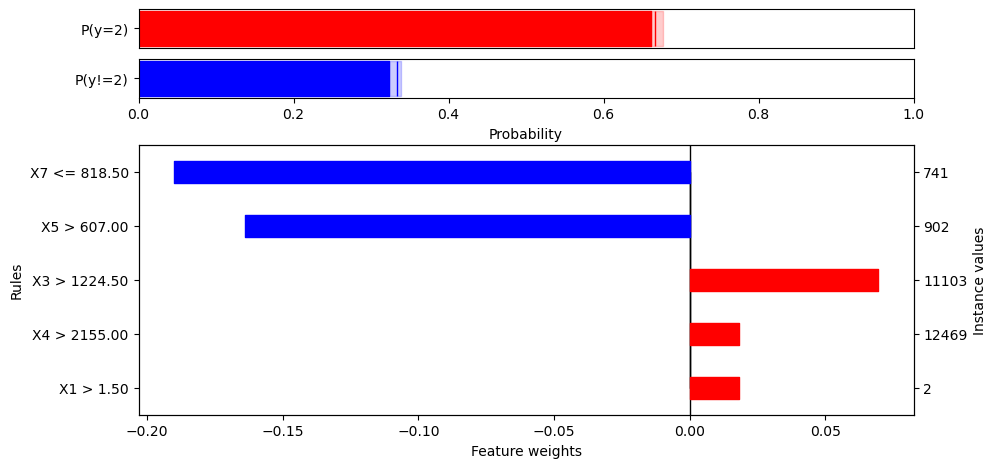 P(y=2)
P(y!=2)
0.0 0.2 0.4 0.6 0.8 1.0
Probability
X7 <= 818.50 741
X5 > 607.00 902
X3 > 1224.50 11103
X4 > 2155.00 12469
X1 > 1.50 2
Rules
Instance values
−0.20 −0.15 −0.10 −0.05 0.00 0.05
Feature weights